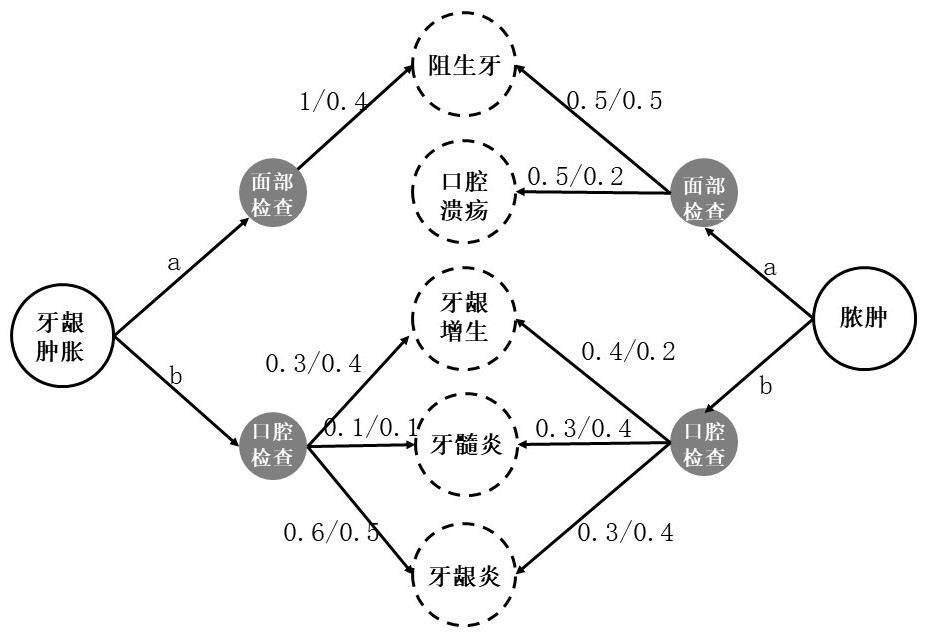 阻生牙
1/0.4
0.5/0.5
面部
检查
口腔
溃疡
0.5/0.2
面部
检查
a
a
牙龈
肿胀
牙龈
增生
脓肿
b
0.3/0.4
0.4/0.2
b
口腔
检查
0.1/0.1
牙髓炎
0.3/0.4
口腔
检查
0.6/0.5
0.3/0.4
牙龈炎